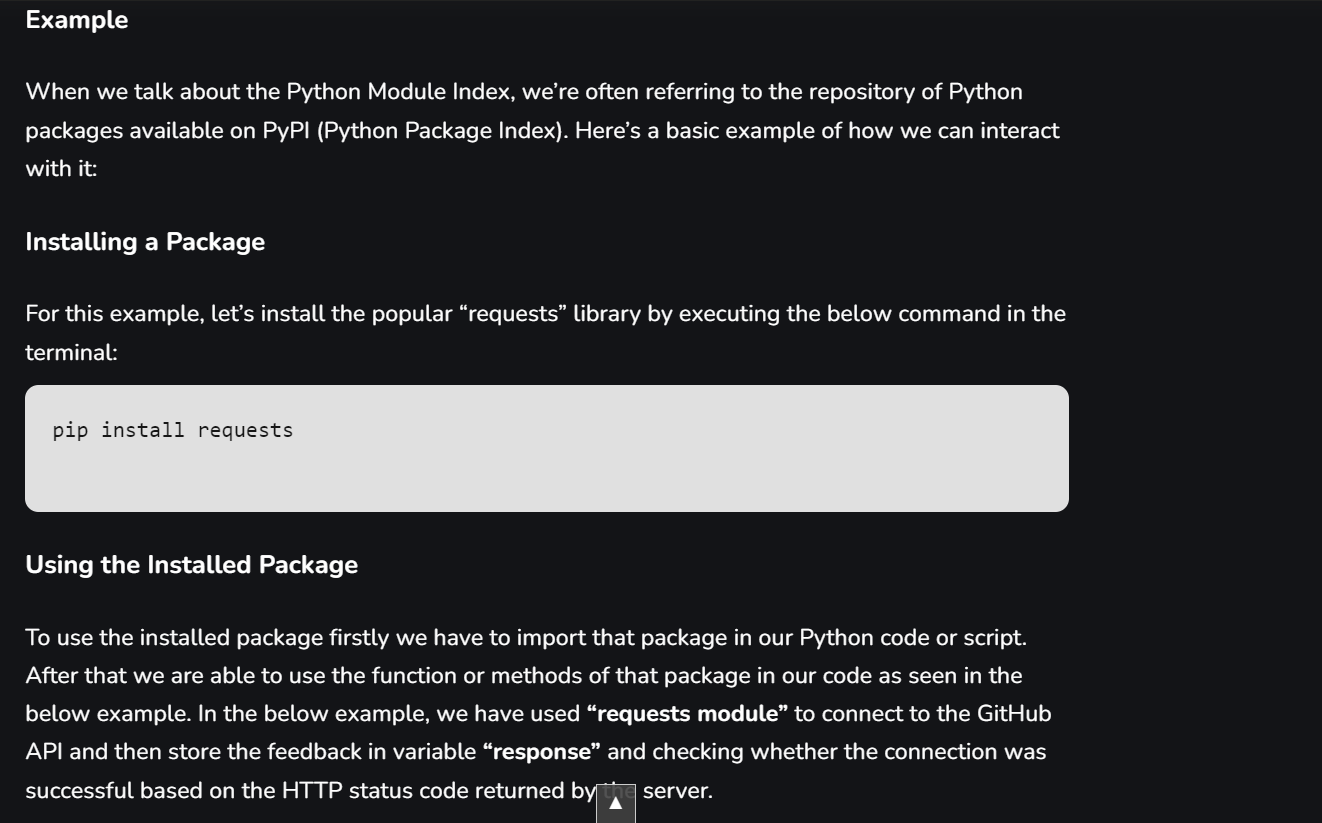 Example
When we talk about the Python Module Index, we’re often referring to the repository of Python
packages available on PyPI (Python Package Index). Here’s a basic example of how we can interact
with it:
Installing a Package
For this example, let’s install the popular “requests” library by executing the below command in the
terminal:
pip install requests
Using the Installed Package
To use the installed package firstly we have to import that package in our Python code or script.
After that we are able to use the function or methods of that package in our code as seen in the
below example. In the below example, we have used “requests module” to connect to the GitHub
API and then store the feedback in variable “response” and checking whether the connection was
successful based on the HTTP status code returned by the server.